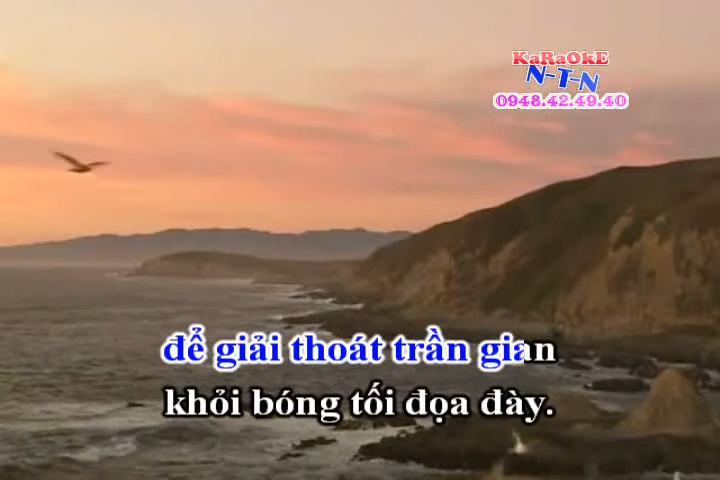 KaRaOkE
N-T-N
0948.42.49.40
để giải thoát trần gian
khỏi bóng tối đọa đày.